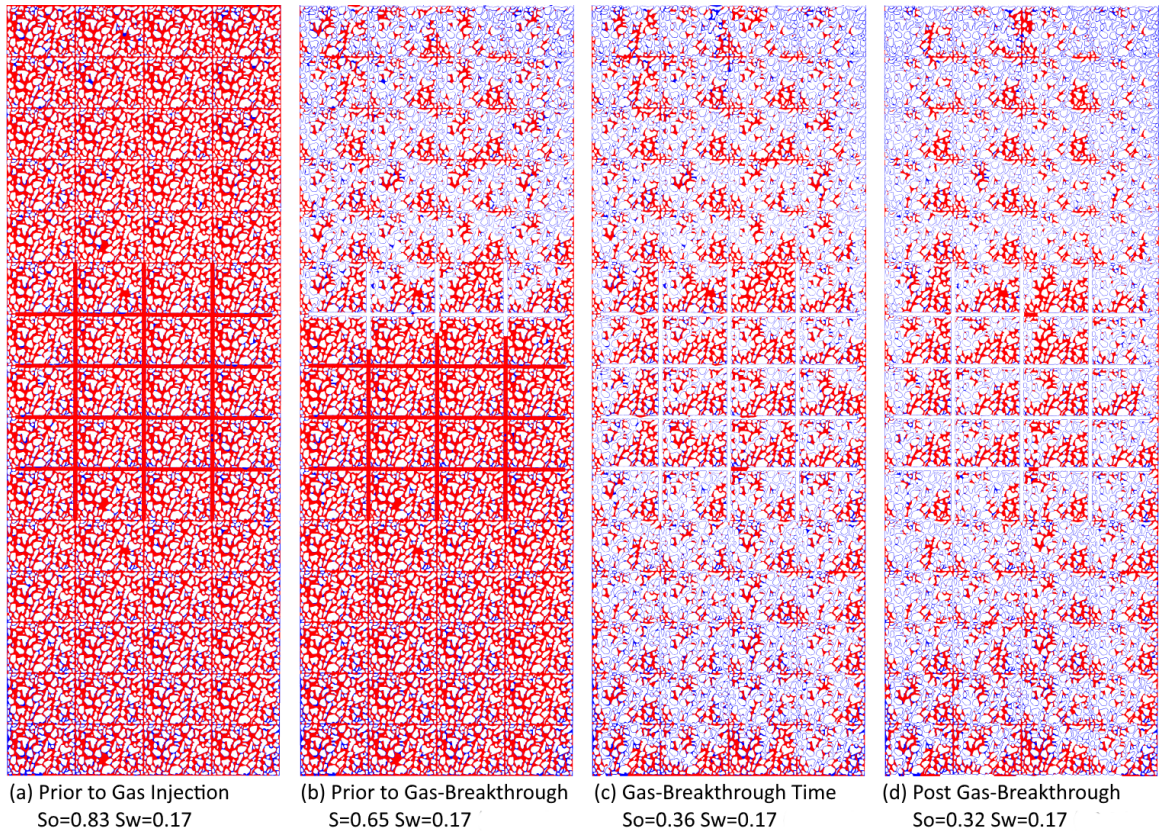 (a) Prior to Gas Injection
So=0.83 Sw=0.17
(b) Prior to Gas-Breakthrough
S=0.65 Sw=0.17
(c) Gas-Breakthrough Time
So=0.36 Sw=0.17
(d) Post Gas-Breakthrough
So=0.32 Sw=0.17